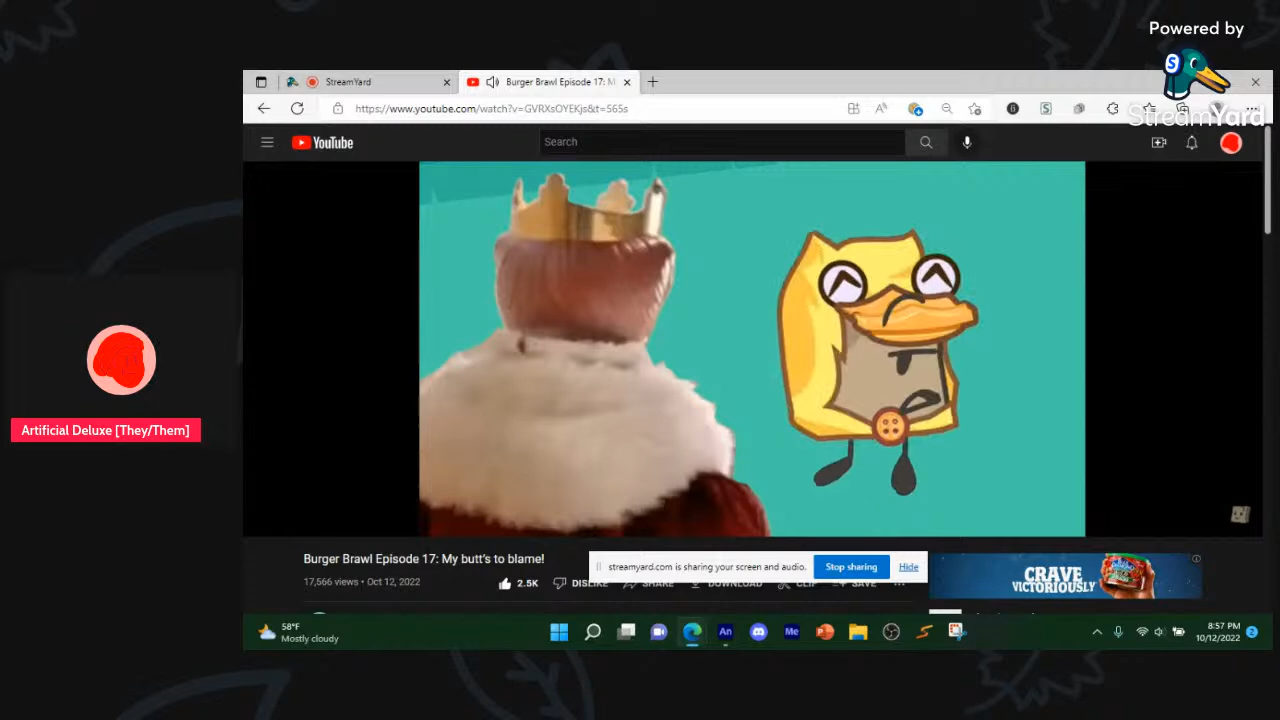 Powered by
StreamYard
StreamYard
Burger Brawl Episode 17: M
https://www.youtube.com/watch?v=GVRXsOYEKjs&t=565s
YouTube
Search
Artificial Deluxe [They/Them]
Burger Brawl Episode 17: My butt's to blame!
17,566 views • Oct 12, 2022
2.5K
DISLIKE
SHARE
DOWNLOAD
CLIP
SAVE
streamyard.com is sharing your screen and audio.
Stop sharing
Hide
CRAVE
VICTORIOUSLY
58°F
Mostly cloudy
An
Me
8:57 PM
10/12/2022
2